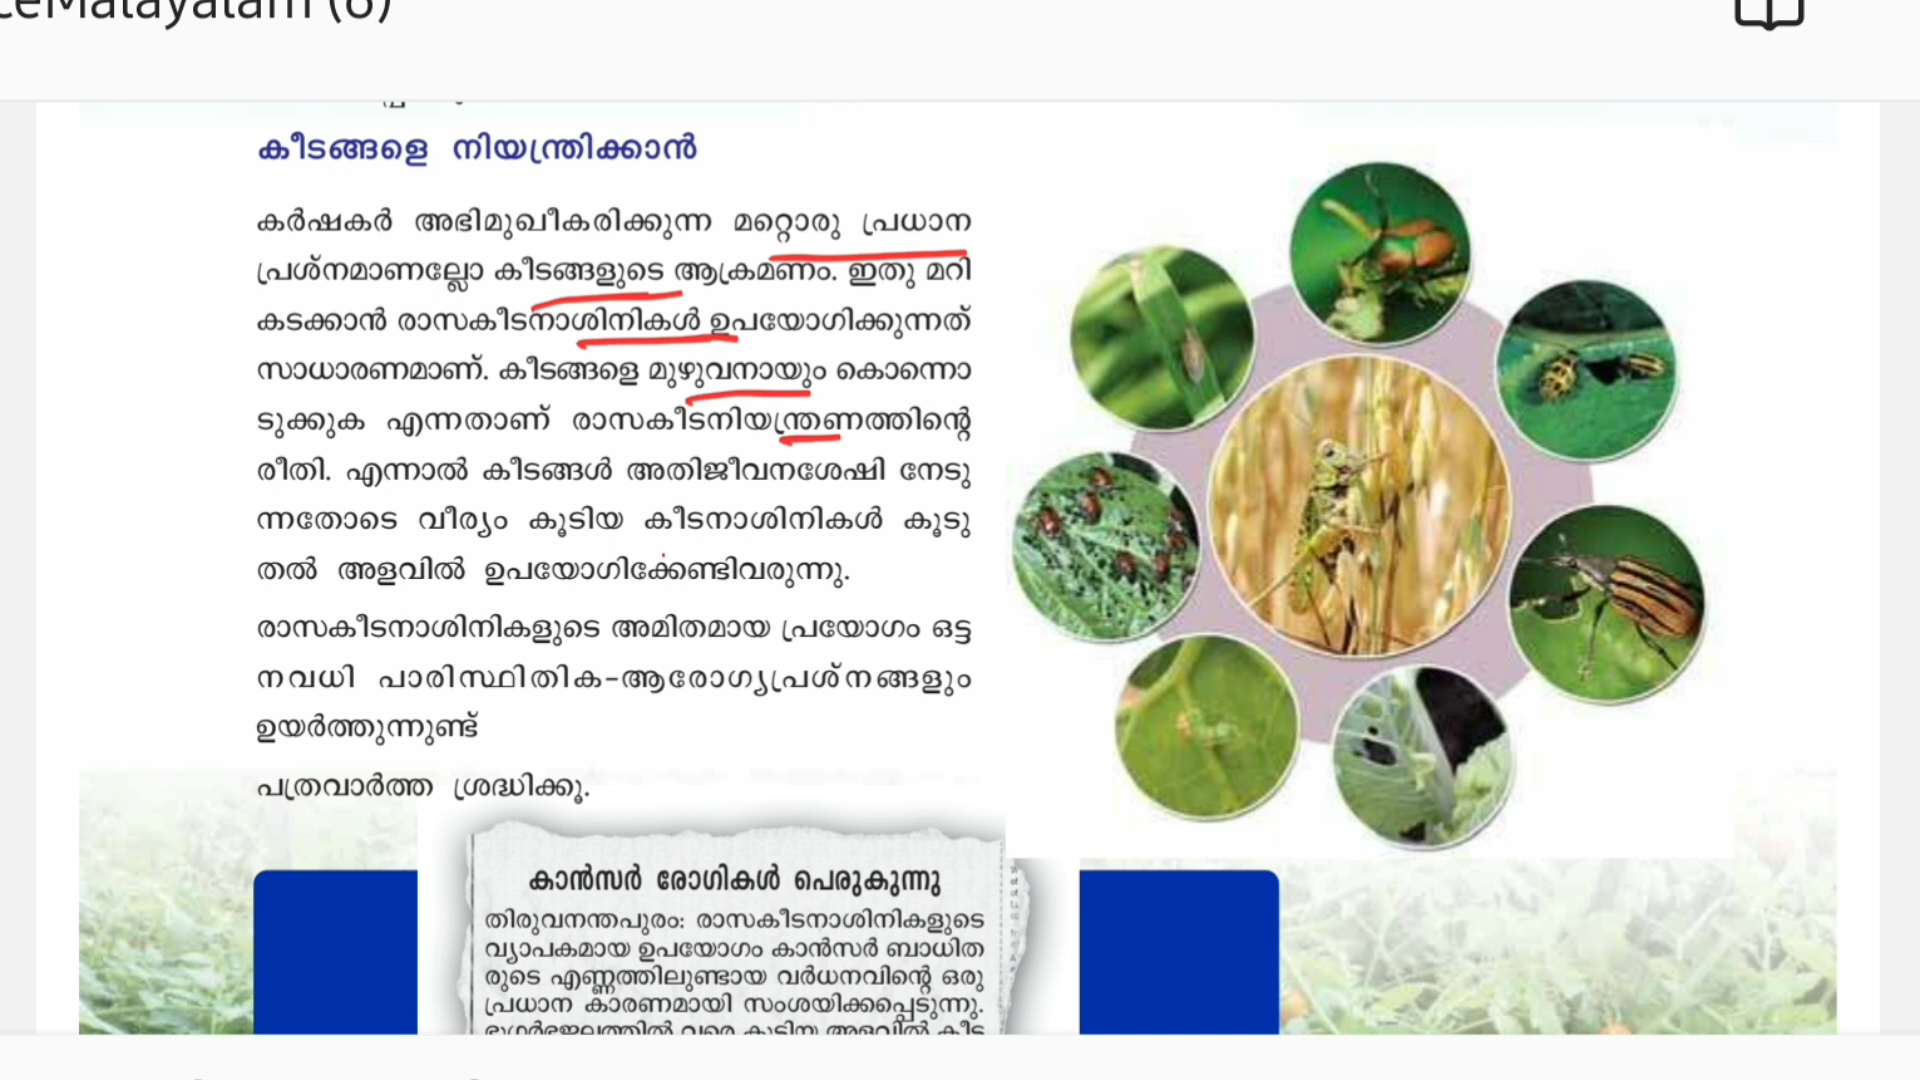 കീടങ്ങളെ നിയന്ത്രിക്കാൻ
കർഷകർ അഭിമുഖീകരിക്കുന്ന മറ്റൊരു പ്രധാന
പ്രശ്നമാണല്ലോ കീടങ്ങളുടെ ആക്രമണം. ഇതു മറി
കടക്കാൻ രാസകീടനാശിനികൾ ഉപയോഗിക്കുന്നത്
സാധാരണമാണ്. കീടങ്ങളെ മുഴുവനായും കൊന്നൊ
ടുക്കുക എന്നതാണ് രാസകീടനിയന്ത്രണത്തിന്റെ
രീതി. എന്നാൽ കീടങ്ങൾ അതിജീവനശേഷി നേടു
ന്നതോടെ വീര്യം കൂടിയ കീടനാശിനികൾ കൂടു
തൽ അളവിൽ ഉപയോഗിക്കേണ്ടിവരുന്നു.
രാസകീടനാശിനികളുടെ അമിതമായ പ്രയോഗം ഒട്ട
നവധി പാരിസ്ഥിതിക-ആരോഗ്യപ്രശ്നങ്ങളും
ഉയർത്തുന്നുണ്ട്
പത്രവാർത്ത ശ്രദ്ധിക്കൂ.
കാൻസർ രോഗികൾ പെരുകുന്നു
തിരുവനന്തപുരം: രാസകീടനാശിനികളുടെ
വ്യാപകമായ ഉപയോഗം കാൻസർ ബാധിത
രുടെ എണ്ണത്തിലുണ്ടായ വർധനവിന്റെ ഒരു
പ്രധാന കാരണമായി സംശയിക്കപ്പെടുന്നു.
ഭൂഗർഭജലത്തിൽ വരെ കൂടിയ അളവിൽ കീട